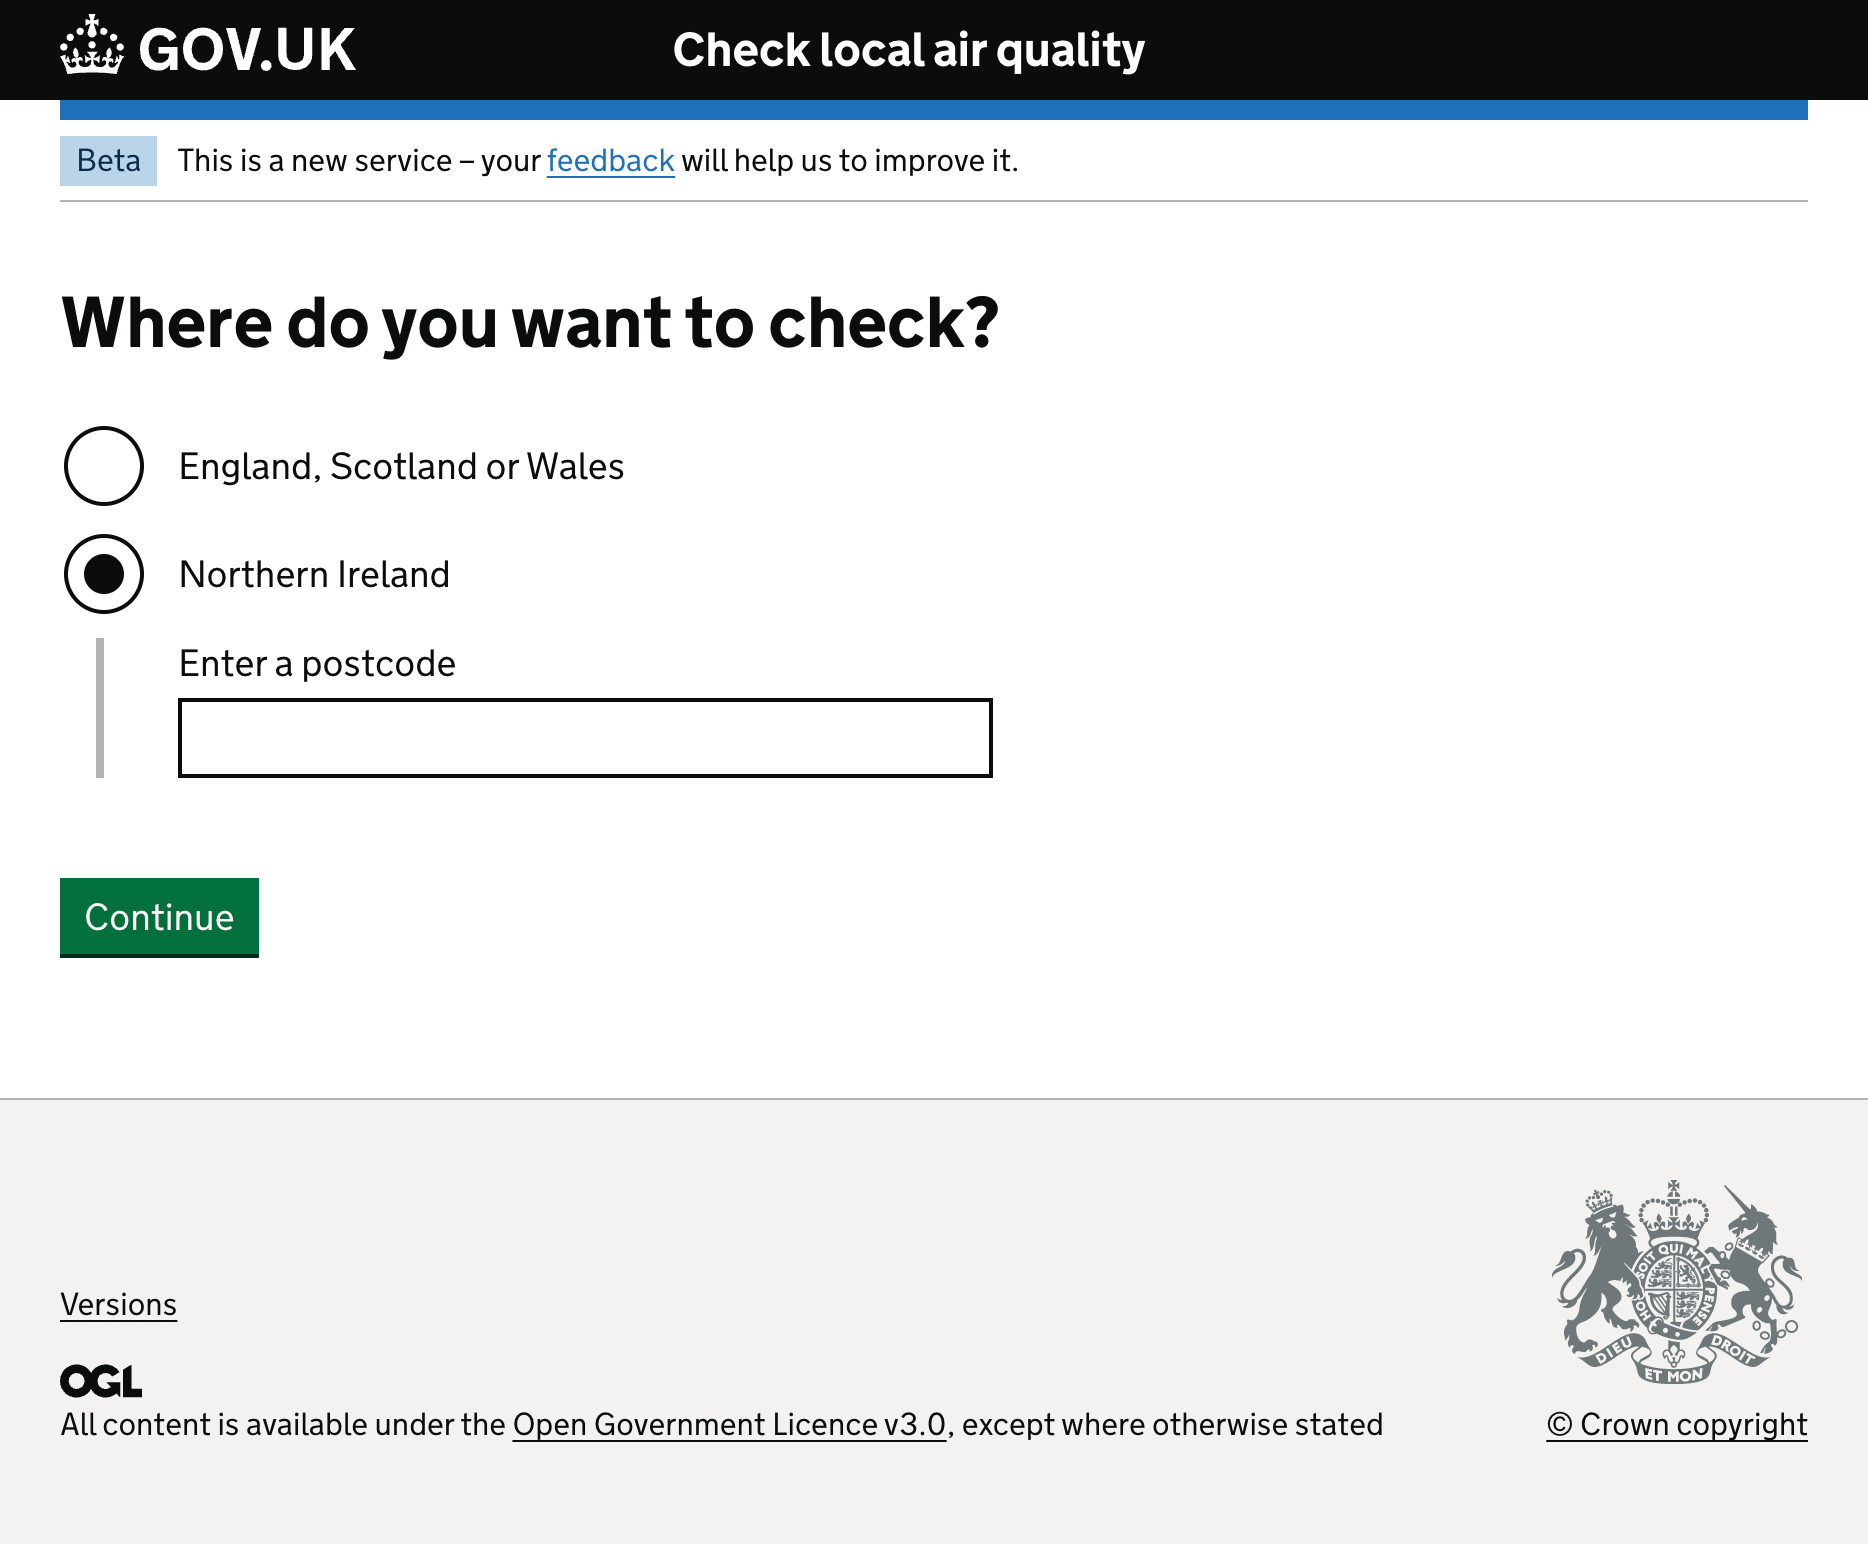 GOV.UK
Check local air quality
Beta
This is a new service – your feedback will help us to improve it.
Where do you want to check?
England, Scotland or Wales
Northern Ireland
Enter a postcode
Continue
Versions
OGL
All content is available under the Open Government Licence v3.0, except where otherwise stated
SOIT QUI MAL Y PENSE
DIEU ET MON DROIT
© Crown copyright